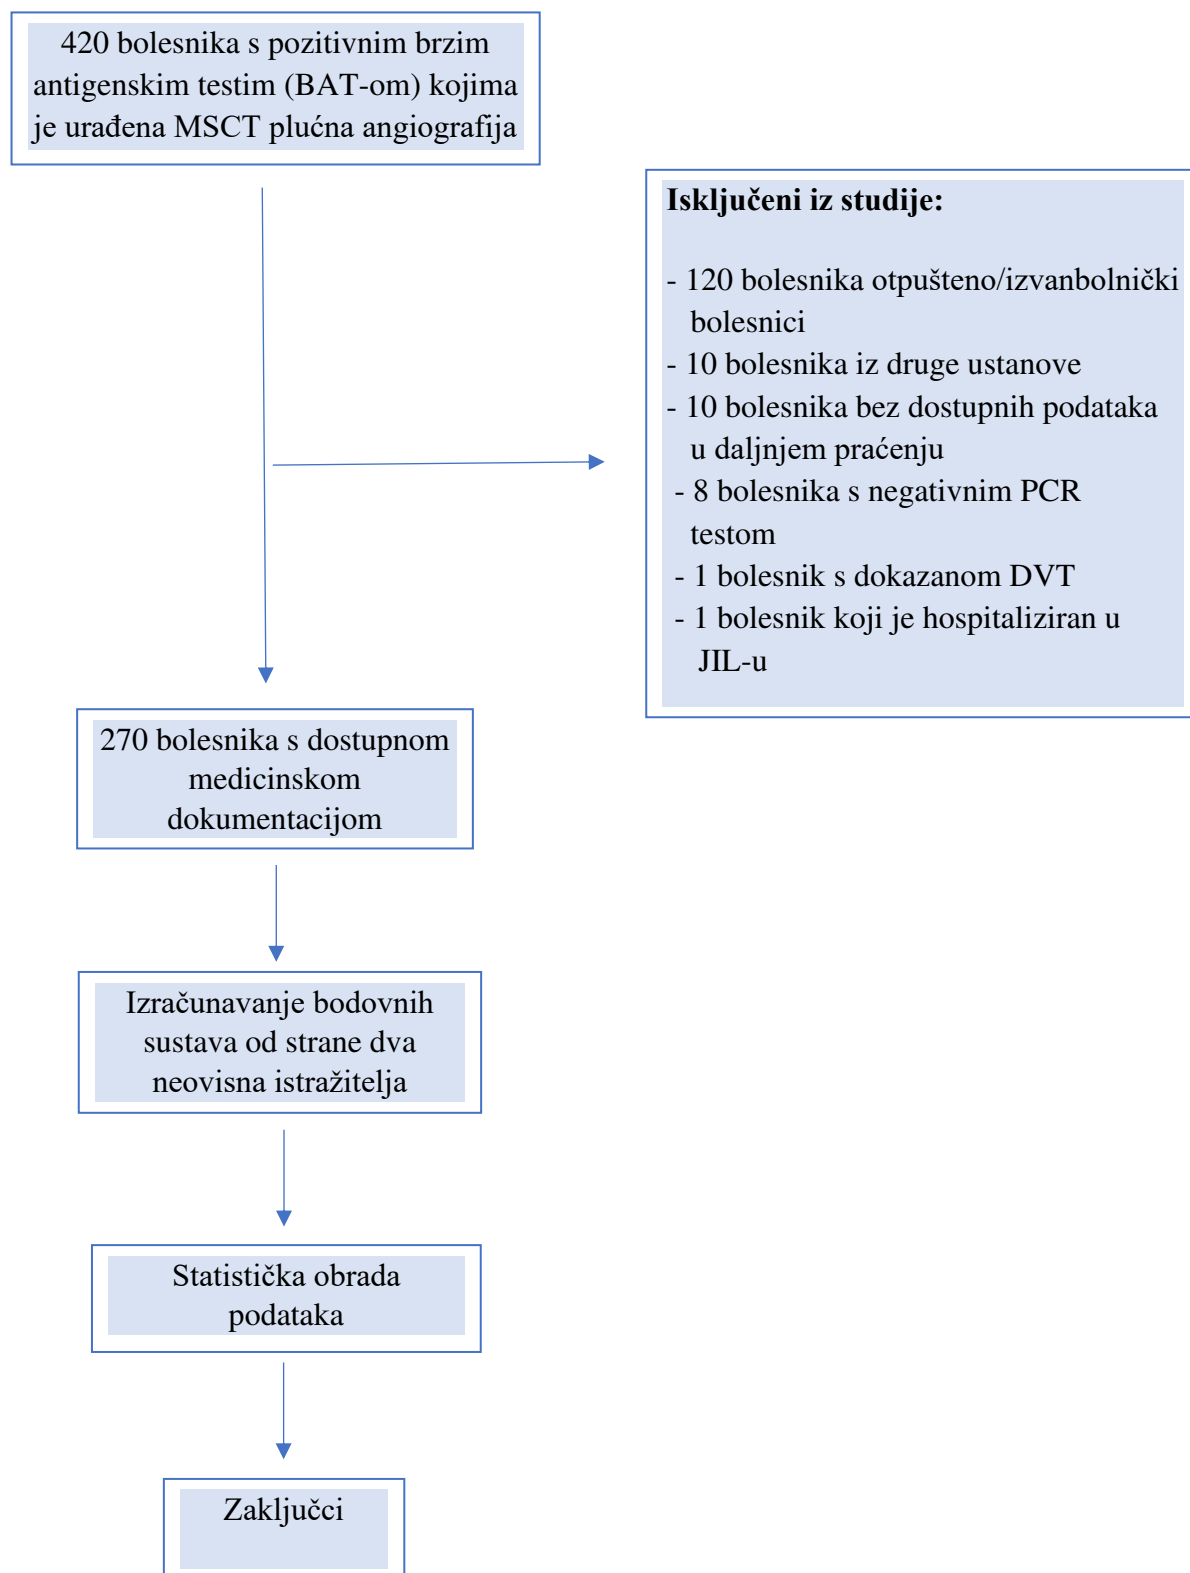 420 bolesnika s pozitivnim brzim
antigenskim testim (BAT-om) kojima
je urađena MSCT plućna angiografija
Isključeni iz studije:
- 120 bolesnika otpušteno/izvanbolnički
bolesnici
- 10 bolesnika iz druge ustanove
- 10 bolesnika bez dostupnih podataka
u daljnjem praćenju
- 8 bolesnika s negativnim PCR
testom
- 1 bolesnik s dokazanom DVT
- 1 bolesnik koji je hospitaliziran u
JIL-u
270 bolesnika s dostupnom
medicinskom
dokumentacijom
Izračunavanje bodovnih
sustava od strane dva
neovisna istražitelja
Statistička obrada
podataka
Zaključci